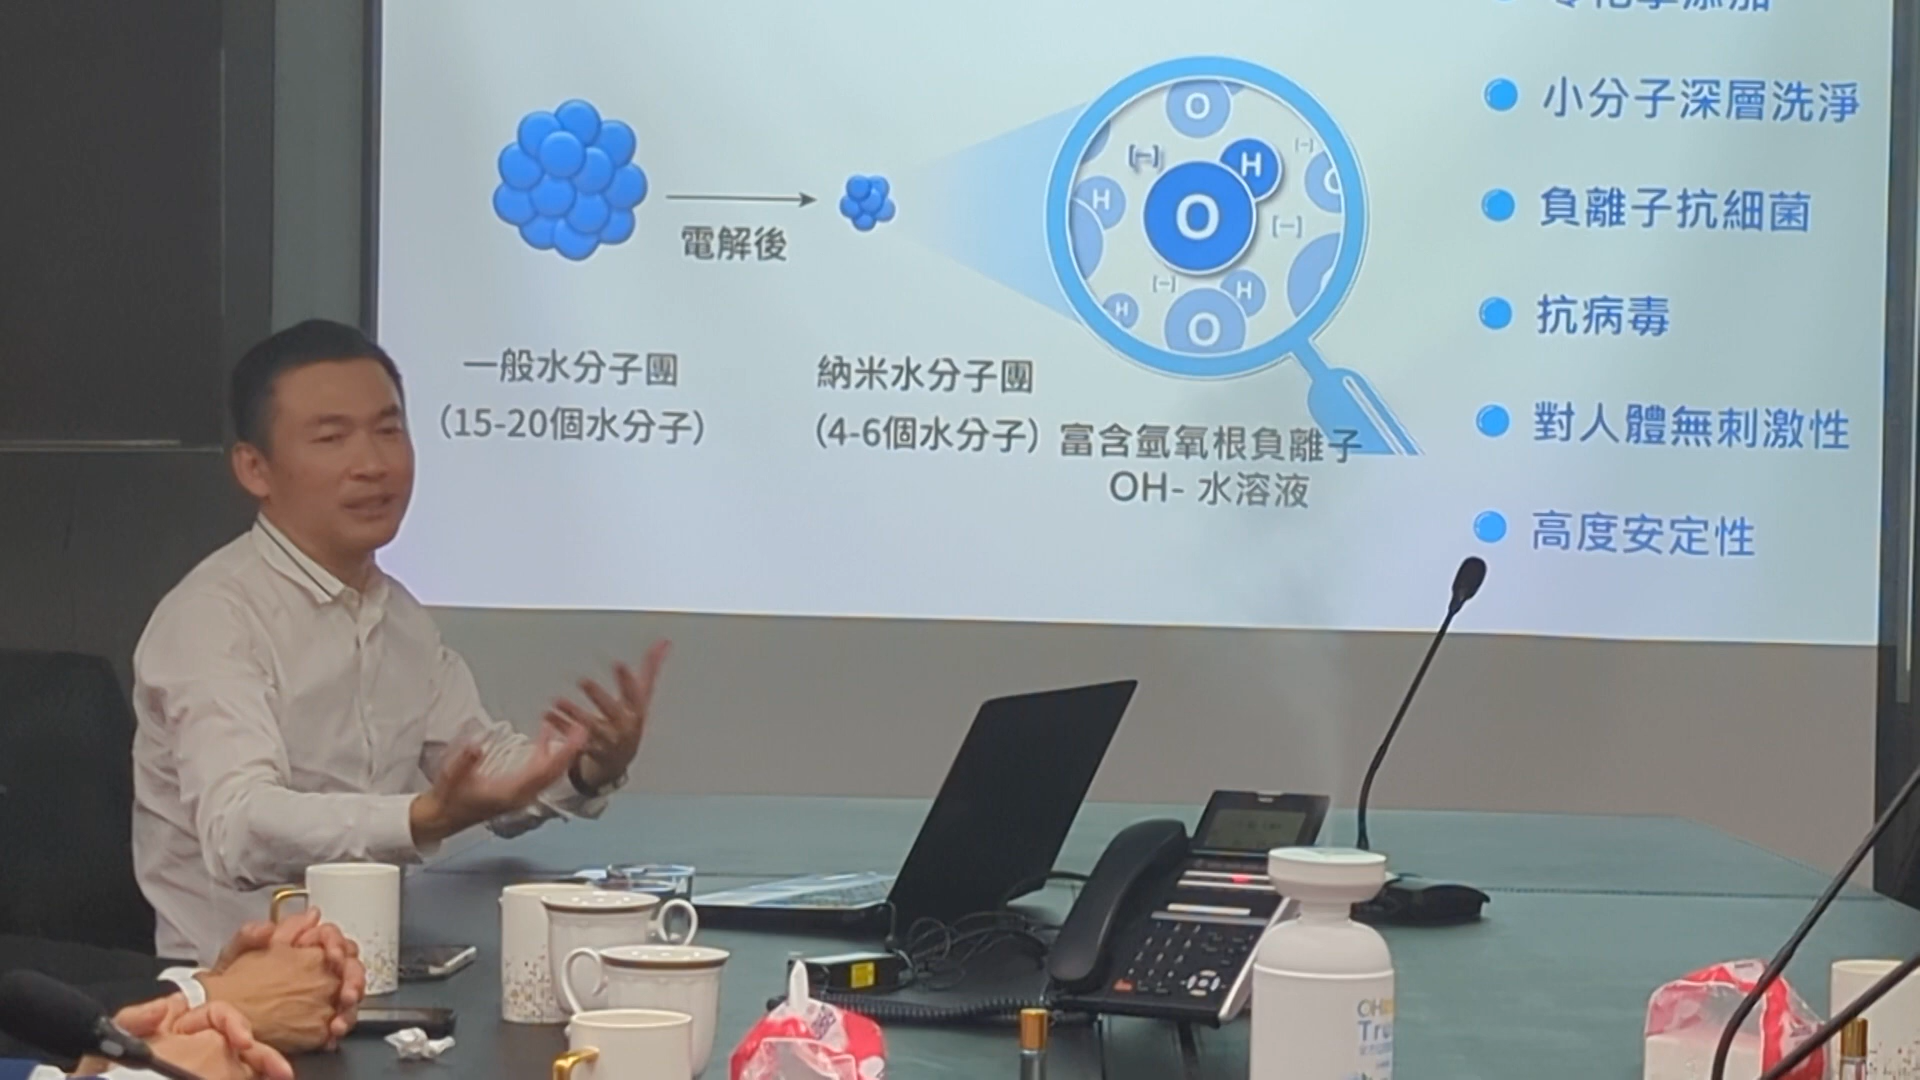 電解後
一般水分子團
（15-20個水分子）
納米水分子團
（4-6個水分子）
O
H
O
[-]
[-]
H
[-]
H
O
H
[-]
富含氫氧根負離子
OH- 水溶液
小分子深層洗淨
負離子抗細菌
抗病毒
對人體無刺激性
高度安定性
OH
Tru